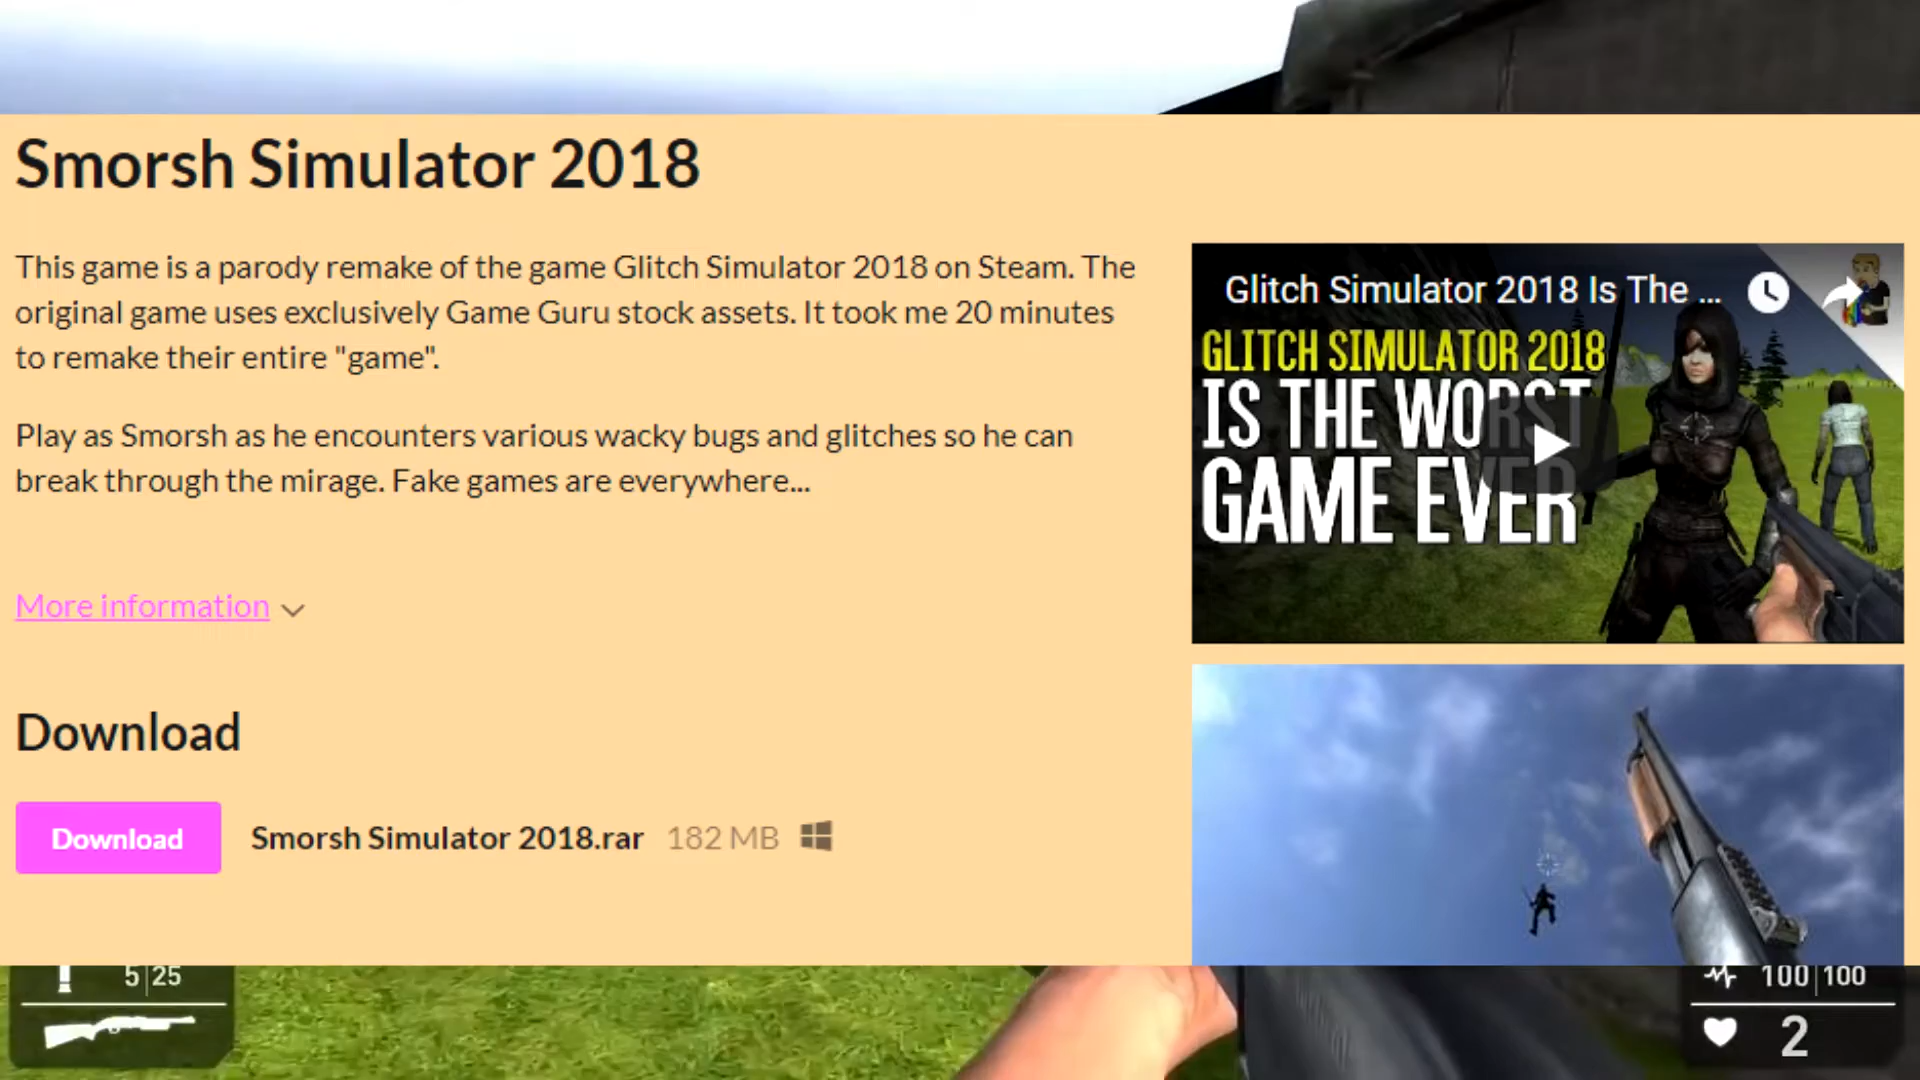 Smorsh Simulator 2018
This game is a parody remake of the game Glitch Simulator 2018 on Steam. The
original game uses exclusively Game Guru stock assets. It took me 20 minutes
to remake their entire "game".
Play as Smorsh as he encounters various wacky bugs and glitches so he can
break through the mirage. Fake games are everywhere...
More information
Download
Download Smorsh Simulator 2018.rar 182 MB
Glitch Simulator 2018 Is The ...
GLITCH SIMULATOR 2018
IS THE WORST
GAME EVER
5|25
100|100
2